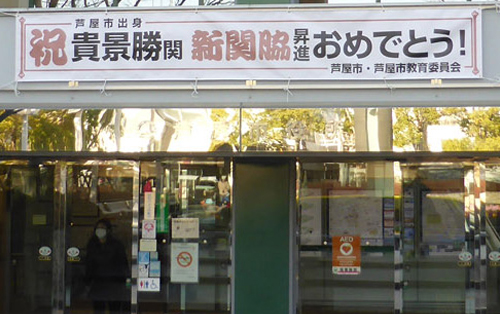 芦屋市出身
祝 貴景勝関 新関脇昇進おめでとう!
芦屋市・芦屋市教育委員会
AED